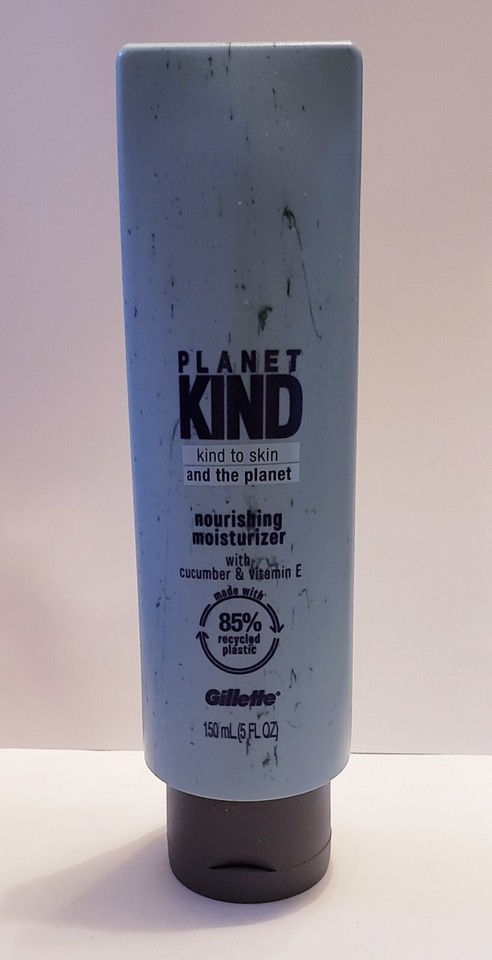 PLANET
KIND
kind to skin
and the planet
nourishing
moisturizer
with
cucumber & vitamin E
made with
85%
recycled
plastic
Gillette
150 mL (5 FL OZ)